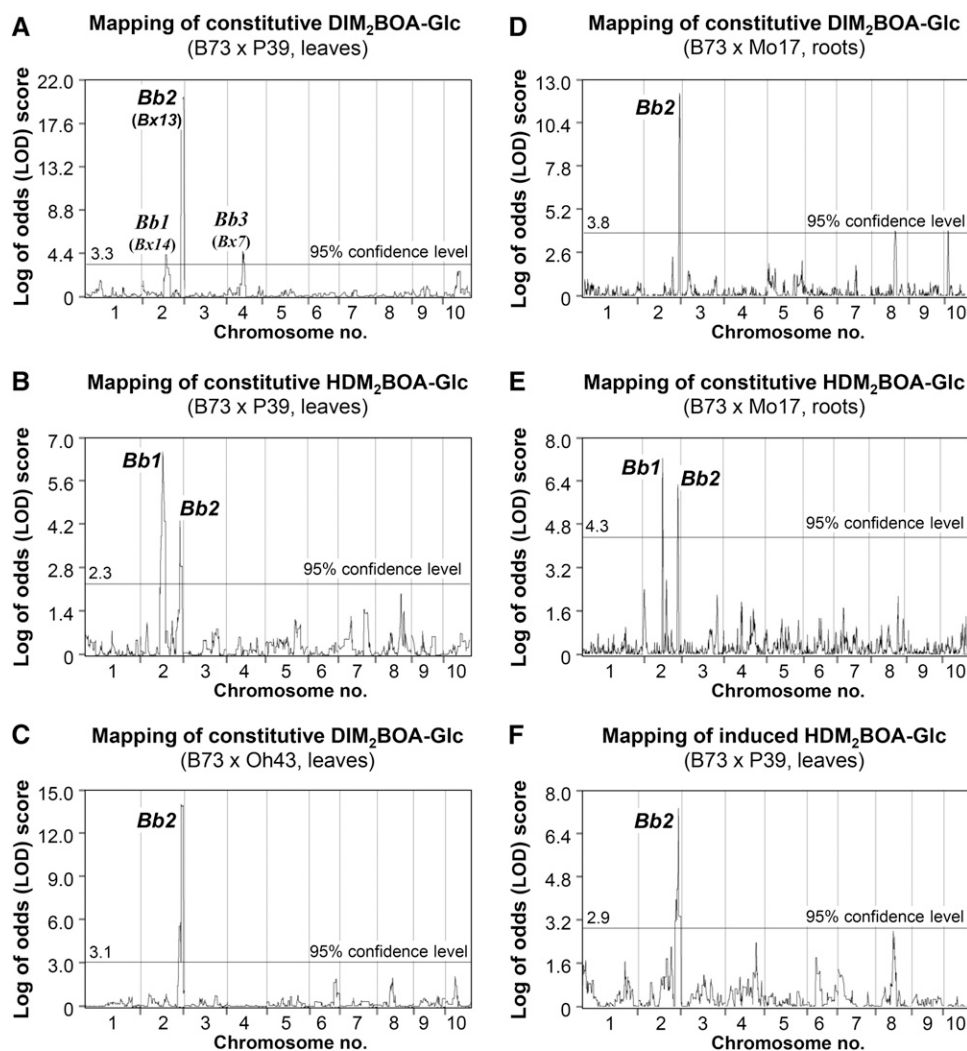 A
Mapping of constitutive DIM₂BOA-Glc
(B73 x P39, leaves)
Log of odds (LOD) score
22.0
17.6
13.2
8.8
4.4
0
Bb2
(Bx13)
Bb1
(Bx14)
Bb3
(Bx7)
3.3
95% confidence level
1 2 3 4 5 6 7 8 9 10
Chromosome no.
B
Mapping of constitutive HDM₂BOA-Glc
(B73 x P39, leaves)
Log of odds (LOD) score
7.0
5.6
4.2
2.8
1.4
0
Bb1
Bb2
2.3
95% confidence level
1 2 3 4 5 6 7 8 9 10
Chromosome no.
C
Mapping of constitutive DIM₂BOA-Glc
(B73 x Oh43, leaves)
Log of odds (LOD) score
15.0
12.0
9.0
6.0
3.0
0
Bb2
3.1
95% confidence level
1 2 3 4 5 6 7 8 9 10
Chromosome no.
D
Mapping of constitutive DIM₂BOA-Glc
(B73 x Mo17, roots)
Log of odds (LOD) score
13.0
10.4
7.8
5.2
2.6
0
Bb2
3.8
95% confidence level
1 2 3 4 5 6 7 8 9 10
Chromosome no.
E
Mapping of constitutive HDM₂BOA-Glc
(B73 x Mo17, roots)
Log of odds (LOD) score
8.0
6.4
4.8
3.2
1.6
0
Bb1
Bb2
4.3
95% confidence level
1 2 3 4 5 6 7 8 9 10
Chromosome no.
F
Mapping of induced HDM₂BOA-Glc
(B73 x P39, leaves)
Log of odds (LOD) score
8.0
6.4
4.8
3.2
1.6
0
Bb2
2.9
95% confidence level
1 2 3 4 5 6 7 8 9 10
Chromosome no.